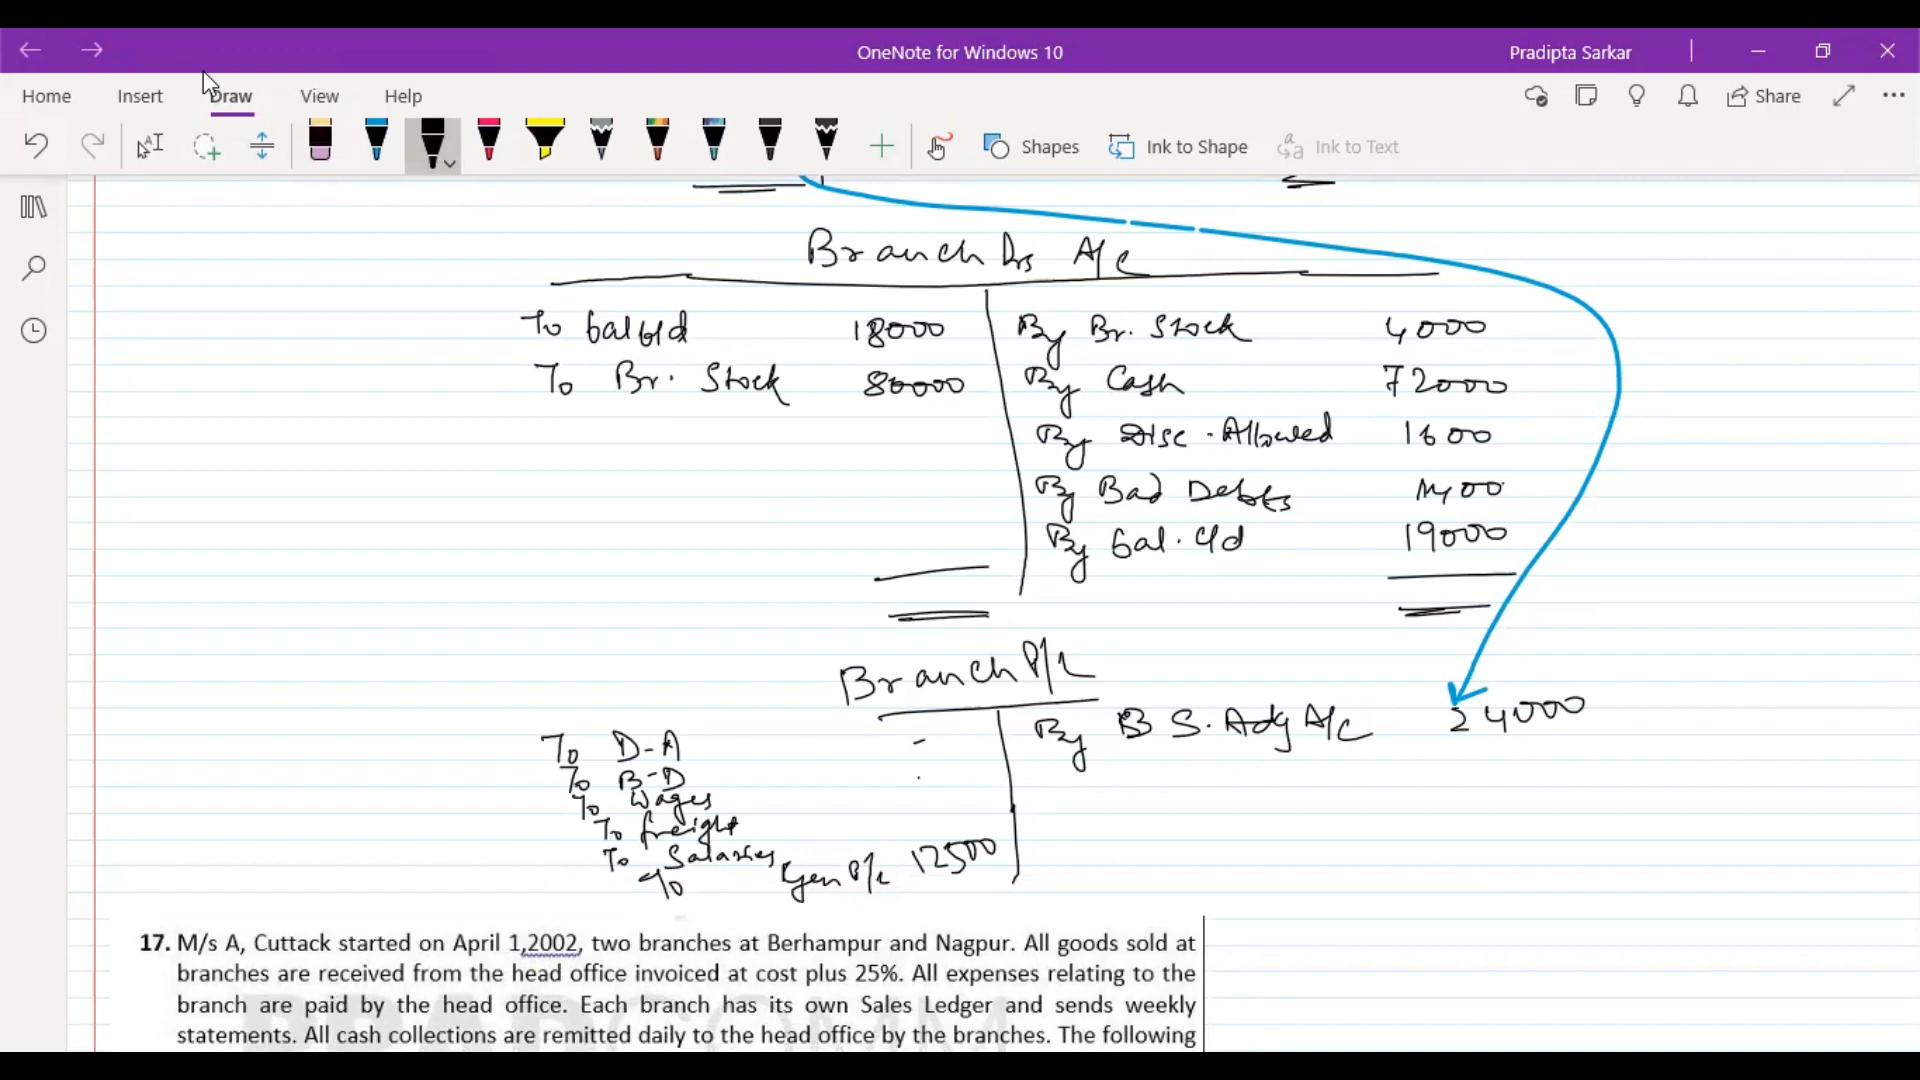 OneNote for Windows 10
Pradipta Sarkar
Home Insert Draw View Help
Share
Shapes Ink to Shape Ink to Text
Branch Drs A/c
To bal b/d 18000 By Br. Stock 4000
To Br. Stock 80000 By Cash 72000
By Disc. Allowed 1600
By Bad Debts 1400
By bal. c/d 19000
Branch P/L
To D-A - By B S. Adj A/c 24000
To B-D
To Wages
To freight
To Salaries
To Gen P/L 12500
17. M/s A, Cuttack started on April 1,2002, two branches at Berhampur and Nagpur. All goods sold at
branches are received from the head office invoiced at cost plus 25%. All expenses relating to the
branch are paid by the head office. Each branch has its own Sales Ledger and sends weekly
statements. All cash collections are remitted daily to the head office by the branches. The following